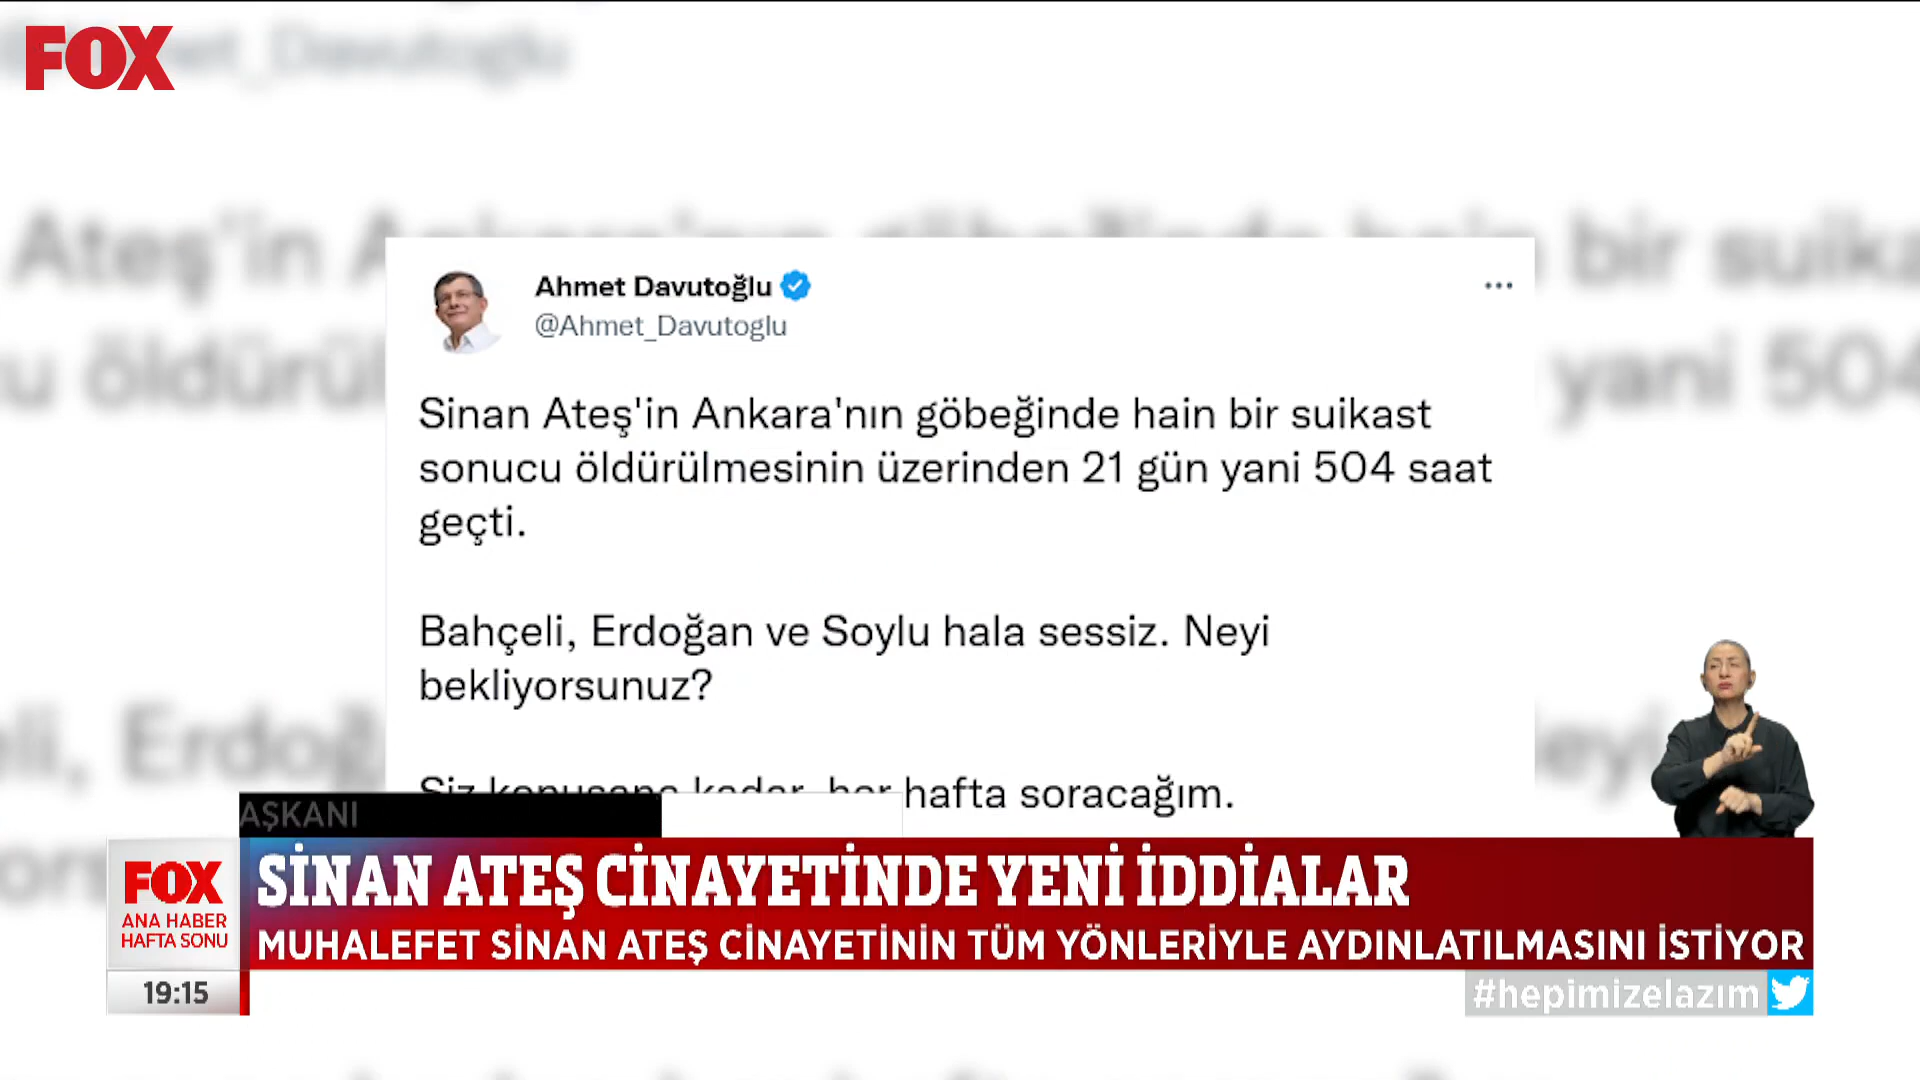 FOX
Ahmet Davutoğlu
@Ahmet_Davutoglu
Sinan Ateş'in Ankara'nın göbeğinde hain bir suikast
sonucu öldürülmesinin üzerinden 21 gün yani 504 saat
geçti.
Bahçeli, Erdoğan ve Soylu hala sessiz. Neyi
bekliyorsunuz?
Siz konuşana kadar, her hafta soracağım.
AŞKANI
FOX
ANA HABER
HAFTA SONU
SİNAN ATEŞ CİNAYETİNDE YENİ İDDİALAR
MUHALEFET SİNAN ATEŞ CİNAYETİNİN TÜM YÖNLERİYLE AYDINLATILMASINI İSTİYOR
19:15
#hepimizelazım